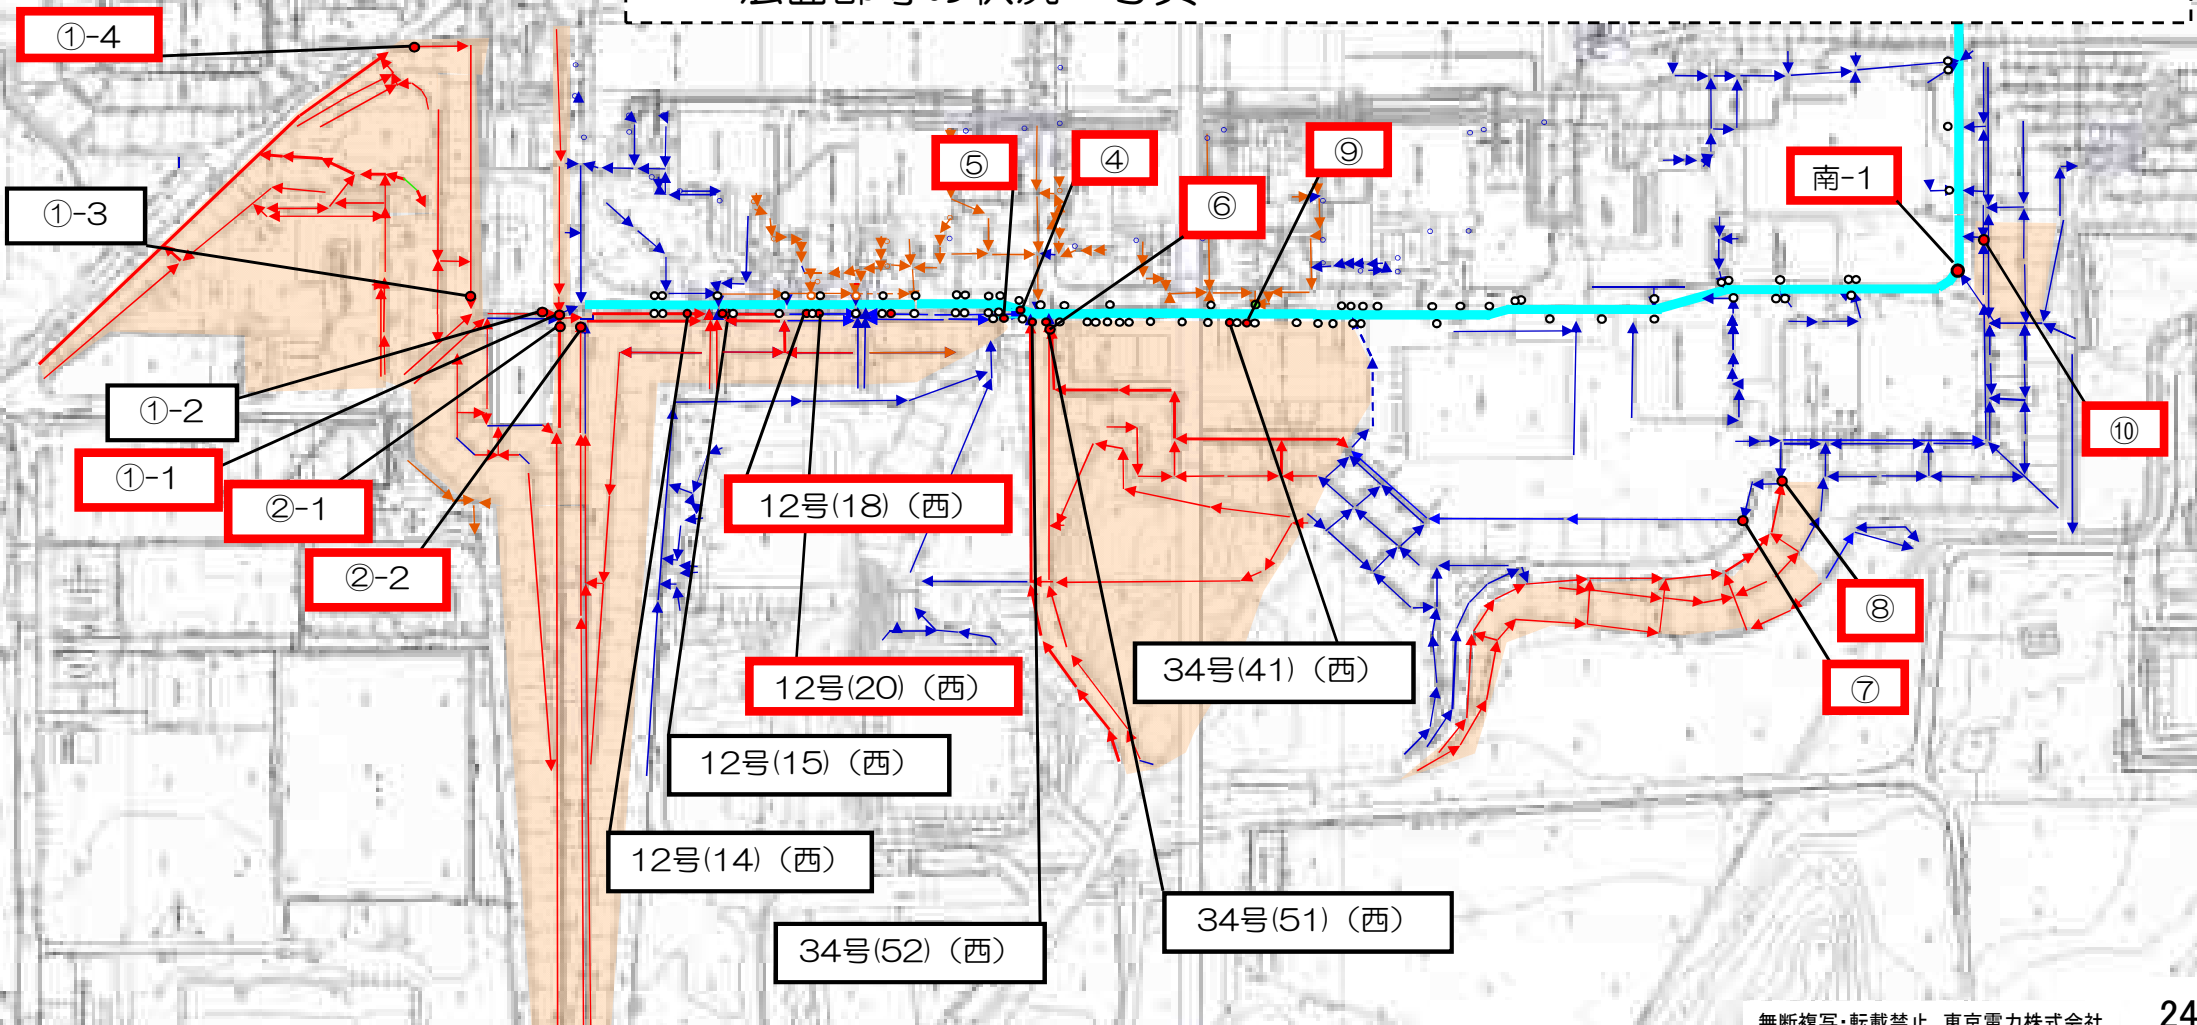 ①-4
⑤
④
⑨
⑥
南-1
①-3
①-2
①-1
②-1
②-2
⑩
12号(18)（西）
⑧
34号(41)（西）
12号(20)（西）
⑦
12号(15)（西）
12号(14)（西）
34号(51)（西）
34号(52)（西）
無断複写・転載禁止 東京電力株式会社
24